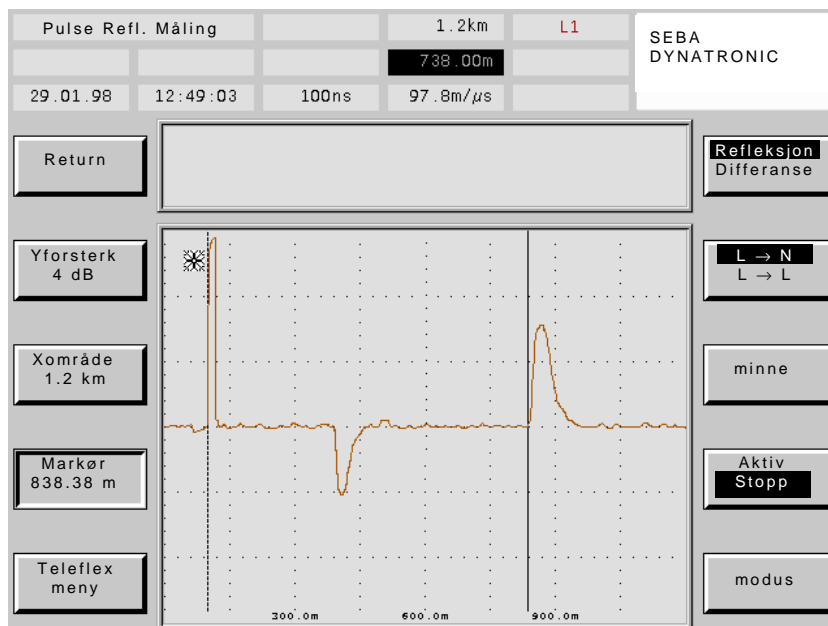 Pulse Refl. Måling
1.2km
L1
SEBA
DYNATRONIC
738.00m
29.01.98
12:49:03
100ns
97.8m/µs
Return
Refleksjon
Differanse
Yforsterk
4 dB
L → N
L → L
Xområde
1.2 km
minne
Markør
838.38 m
Aktiv
Stopp
Teleflex
meny
modus
300.0m
600.0m
900.0m